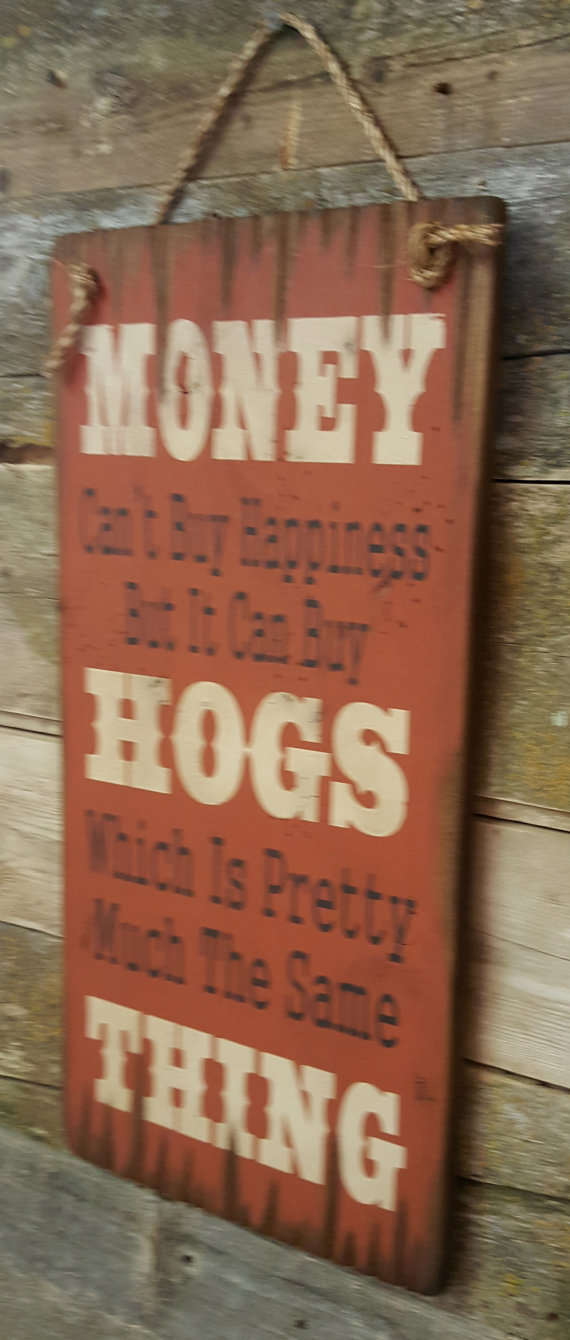 MONEY
Can't Buy Happiness
But It Can Buy
HOGS
Which Is Pretty
Much The Same
THING